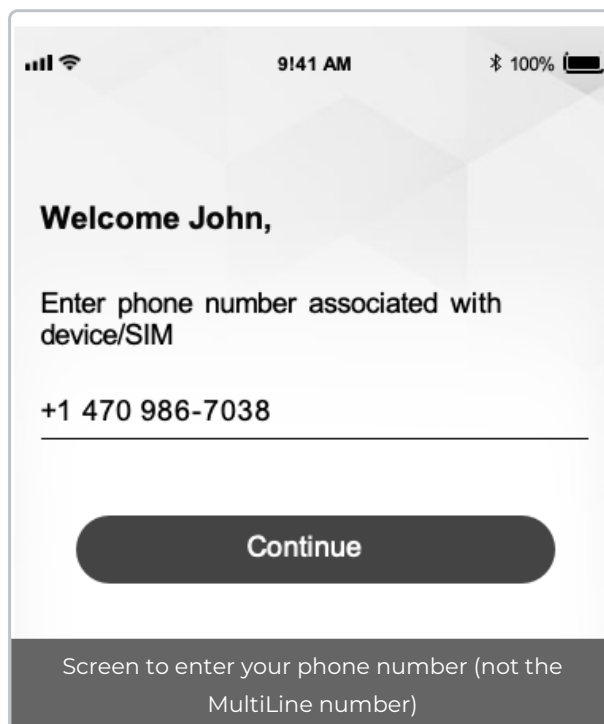 9:41 AM
100%
Welcome John,
Enter phone number associated with
device/SIM
+1 470 986-7038
Continue
Screen to enter your phone number (not the
MultiLine number)